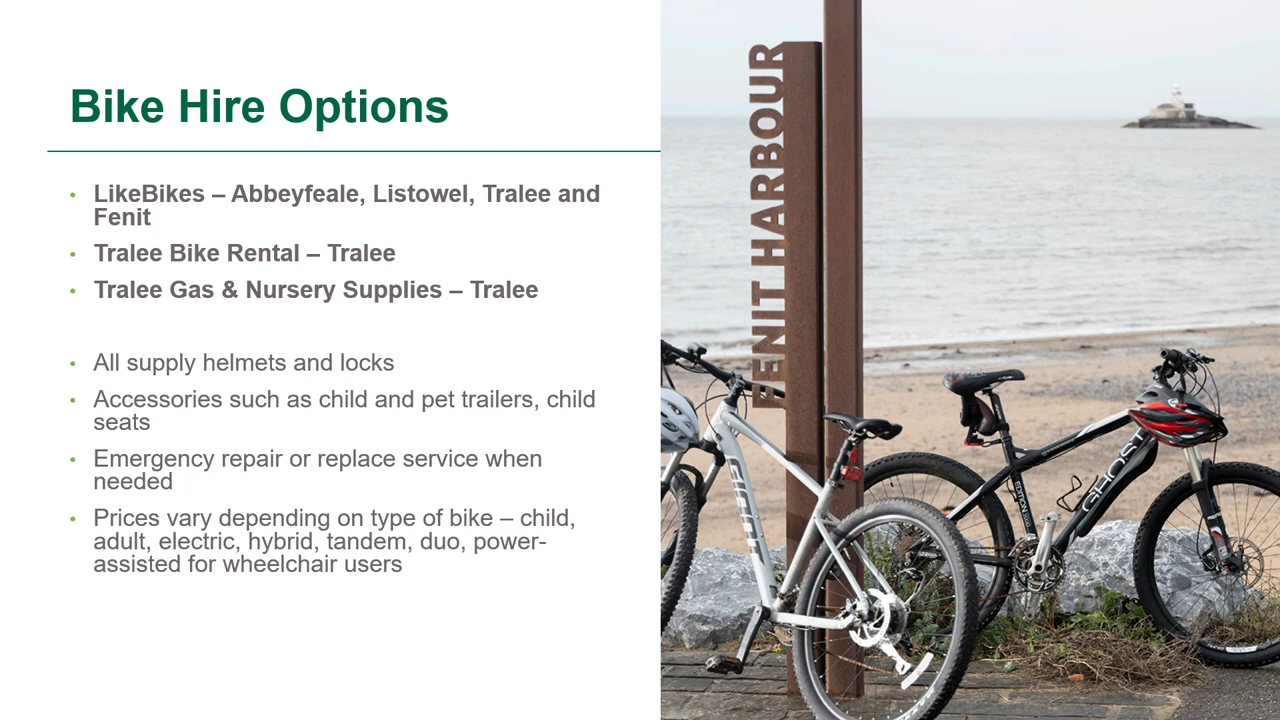 Bike Hire Options
• LikeBikes – Abbeyfeale, Listowel, Tralee and
Fenit
• Tralee Bike Rental – Tralee
• Tralee Gas & Nursery Supplies – Tralee
• All supply helmets and locks
• Accessories such as child and pet trailers, child
seats
• Emergency repair or replace service when
needed
• Prices vary depending on type of bike – child,
adult, electric, hybrid, tandem, duo, power-
assisted for wheelchair users
FENIT HARBOUR
GIANT
GHOST
EDITION